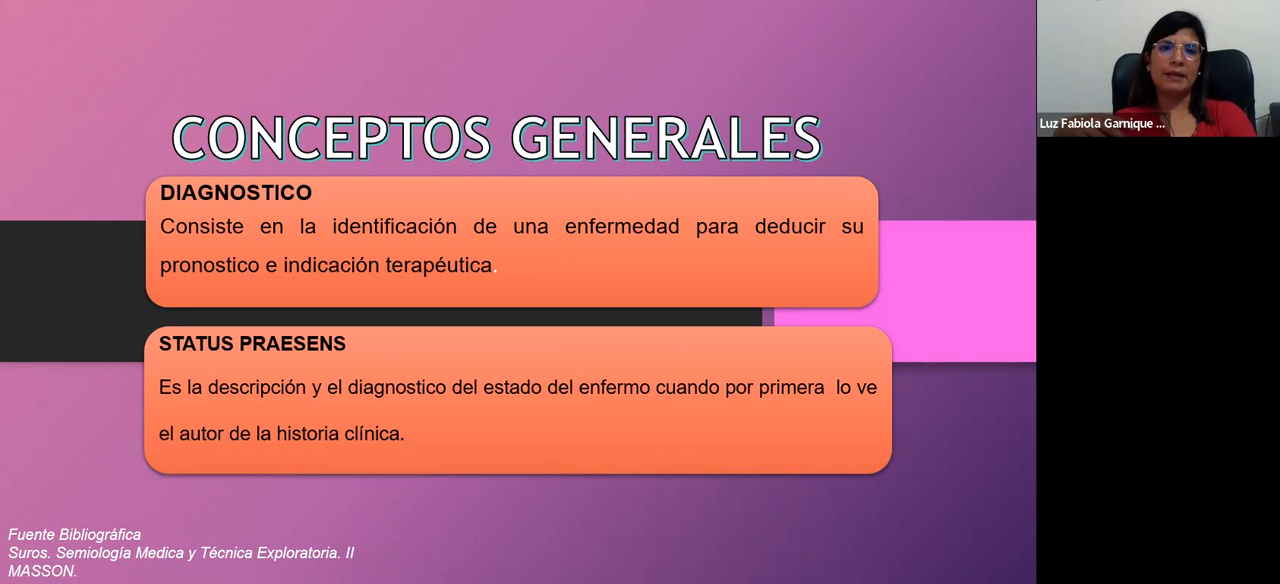 CONCEPTOS GENERALES
DIAGNOSTICO
Consiste en la identificación de una enfermedad para deducir su
pronostico e indicación terapéutica.
STATUS PRAESENS
Es la descripción y el diagnostico del estado del enfermo cuando por primera lo ve
el autor de la historia clínica.
Fuente Bibliográfica
Suros. Semiología Medica y Técnica Exploratoria. II
MASSON.
Luz Fabiola Garnique ...